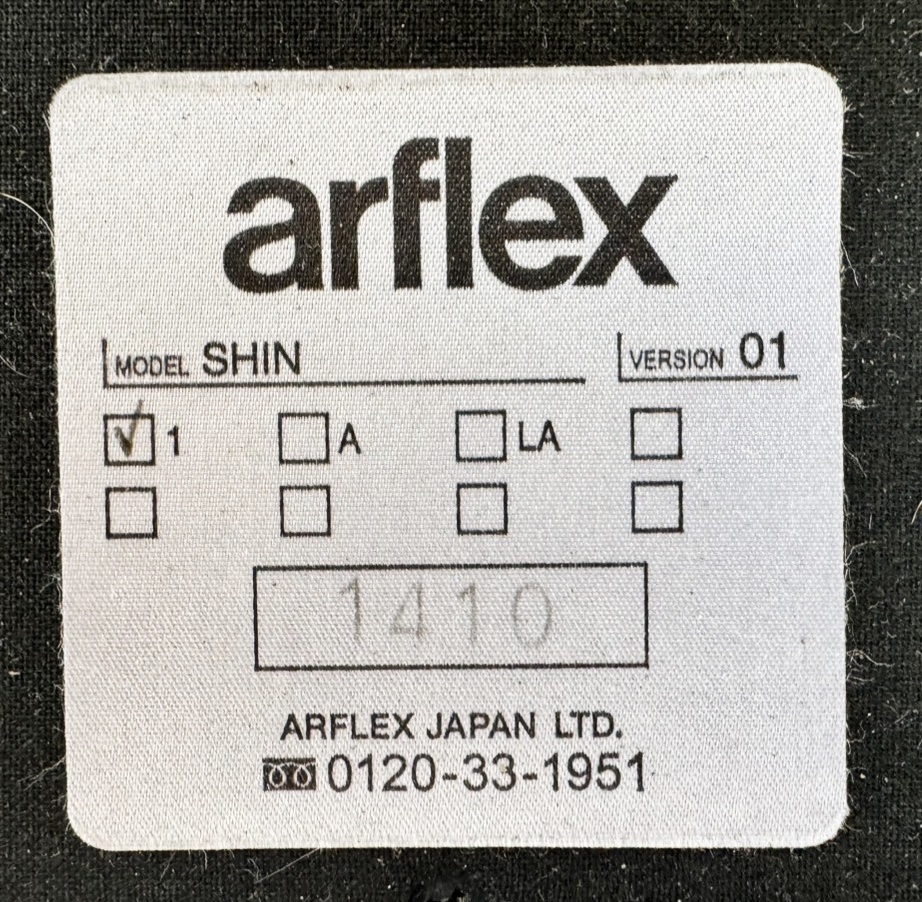 arflex
MODEL SHIN VERSION 01
1 A LA
1410
ARFLEX JAPAN LTD.
0120-33-1951